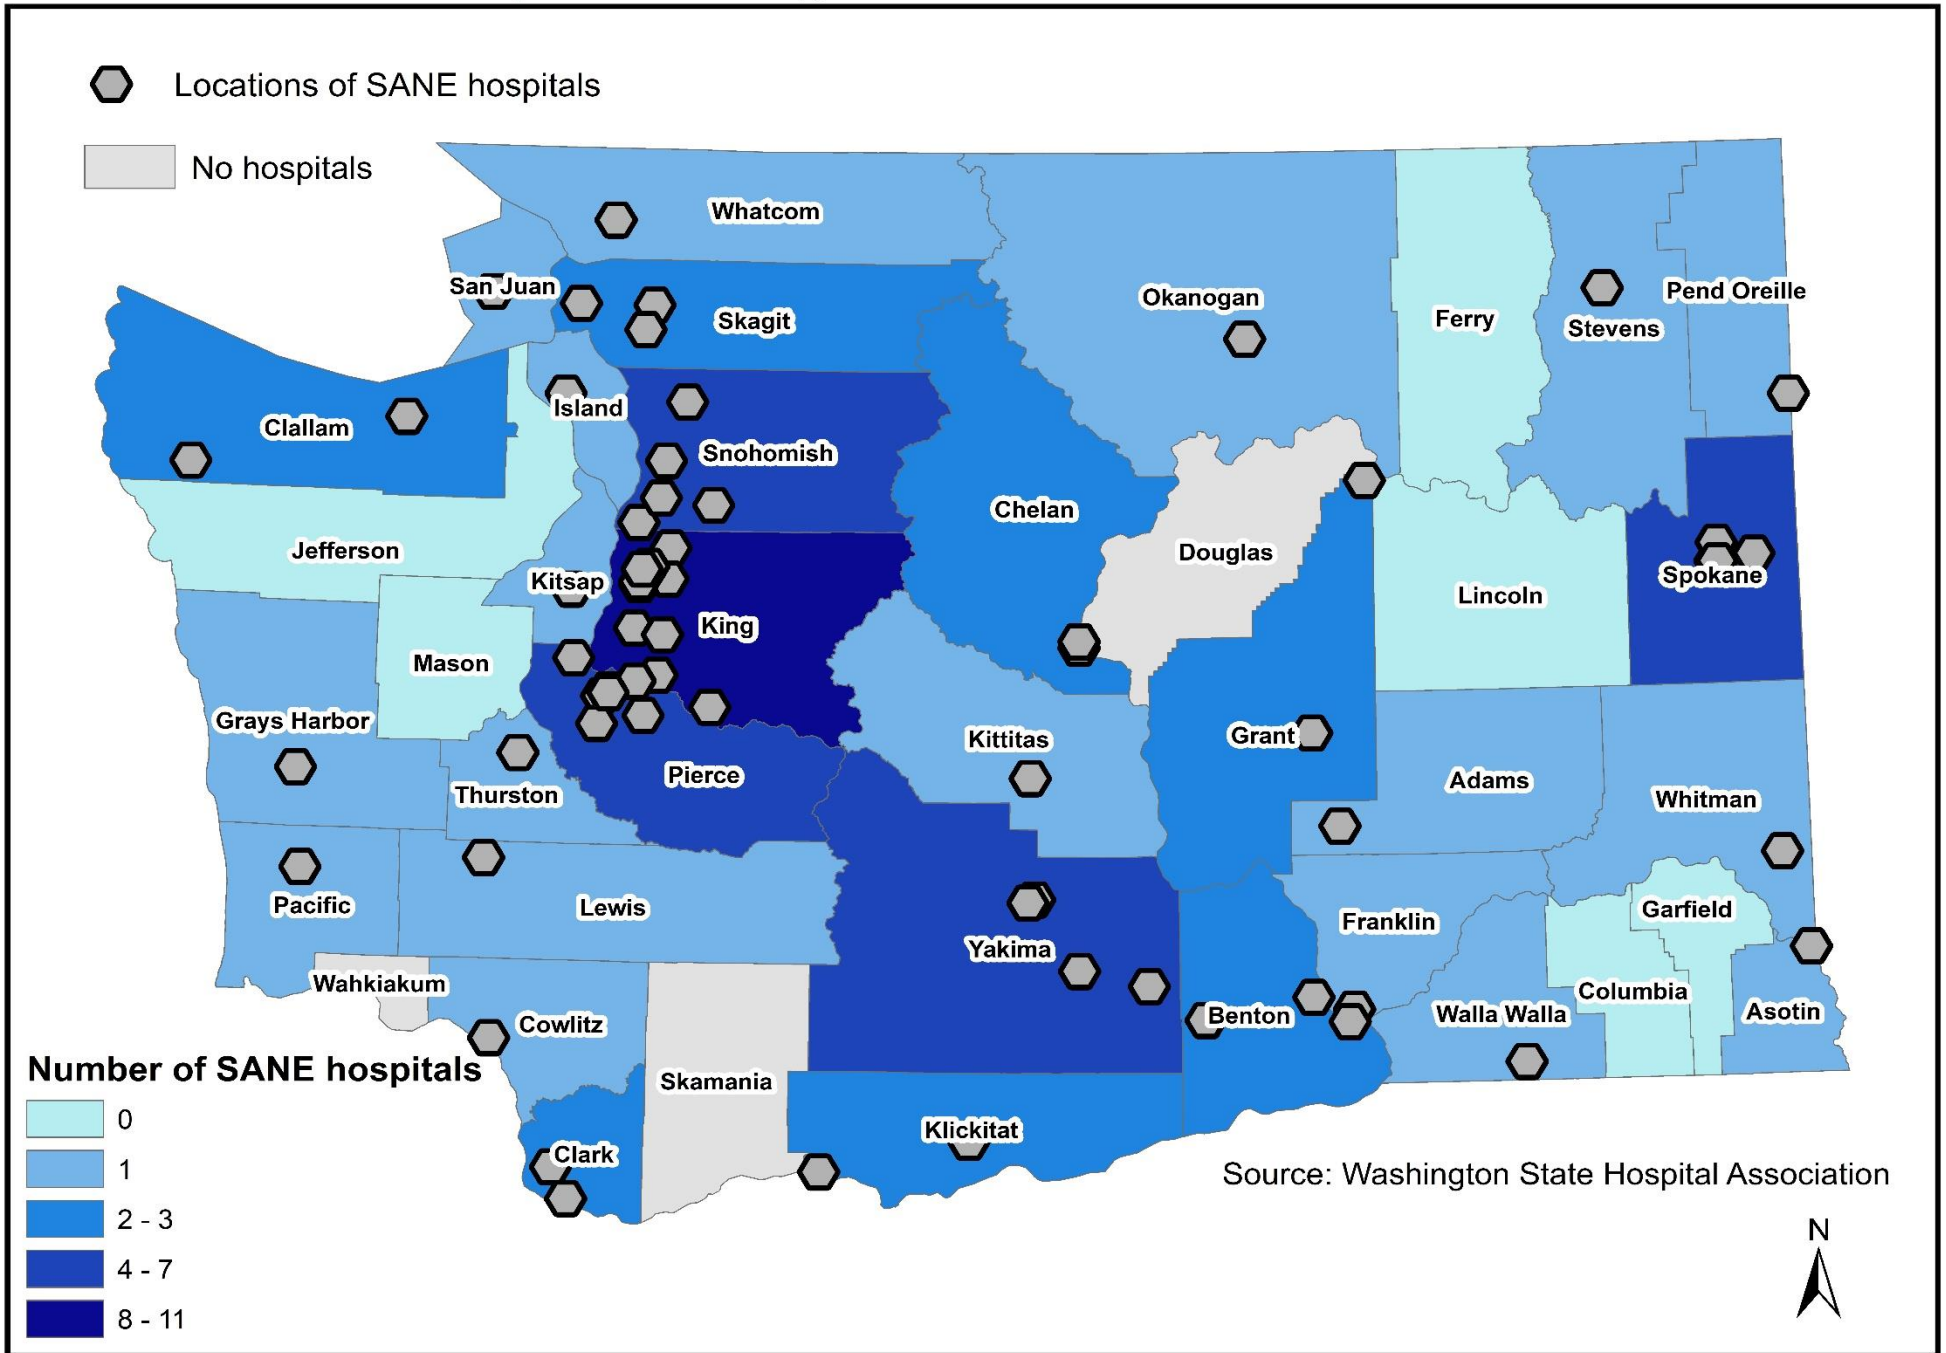 Locations of SANE hospitals
No hospitals
Whatcom
San Juan
Skagit
Okanogan
Ferry
Stevens
Pend Oreille
Clallam
Island
Snohomish
Chelan
Jefferson
Kitsap
Douglas
Spokane
Lincoln
King
Mason
Grays Harbor
Kittitas
Grant
Pierce
Adams
Thurston
Whitman
Pacific
Lewis
Franklin
Garfield
Yakima
Wahkiakum
Columbia
Cowlitz
Benton
Walla Walla
Asotin
Number of SANE hospitals
Skamania
0
Klickitat
Clark
1
Source: Washington State Hospital Association
2 - 3
N
4 - 7
8 - 11